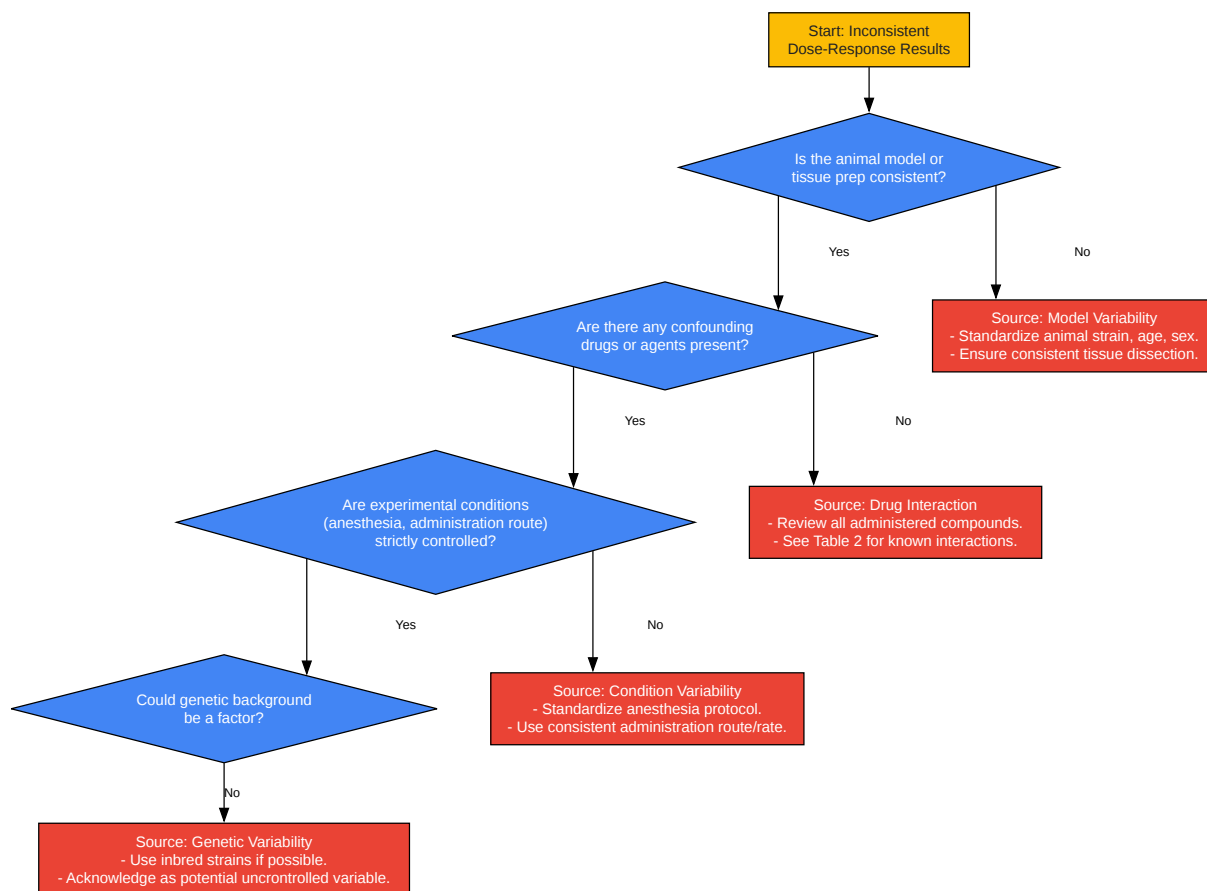 Start: Inconsistent
Dose-Response Results
Is the animal model or
tissue prep consistent?
Yes
No
Are there any confounding
drugs or agents present?
Source: Model Variability
- Standardize animal strain, age, sex.
- Ensure consistent tissue dissection.
Yes
No
Are experimental conditions
(anesthesia, administration route)
strictly controlled?
Source: Drug Interaction
- Review all administered compounds.
- See Table 2 for known interactions.
Yes
No
Could genetic background
be a factor?
Source: Condition Variability
- Standardize anesthesia protocol.
- Use consistent administration route/rate.
No
Source: Genetic Variability
- Use inbred strains if possible.
- Acknowledge as potential uncontrolled variable.